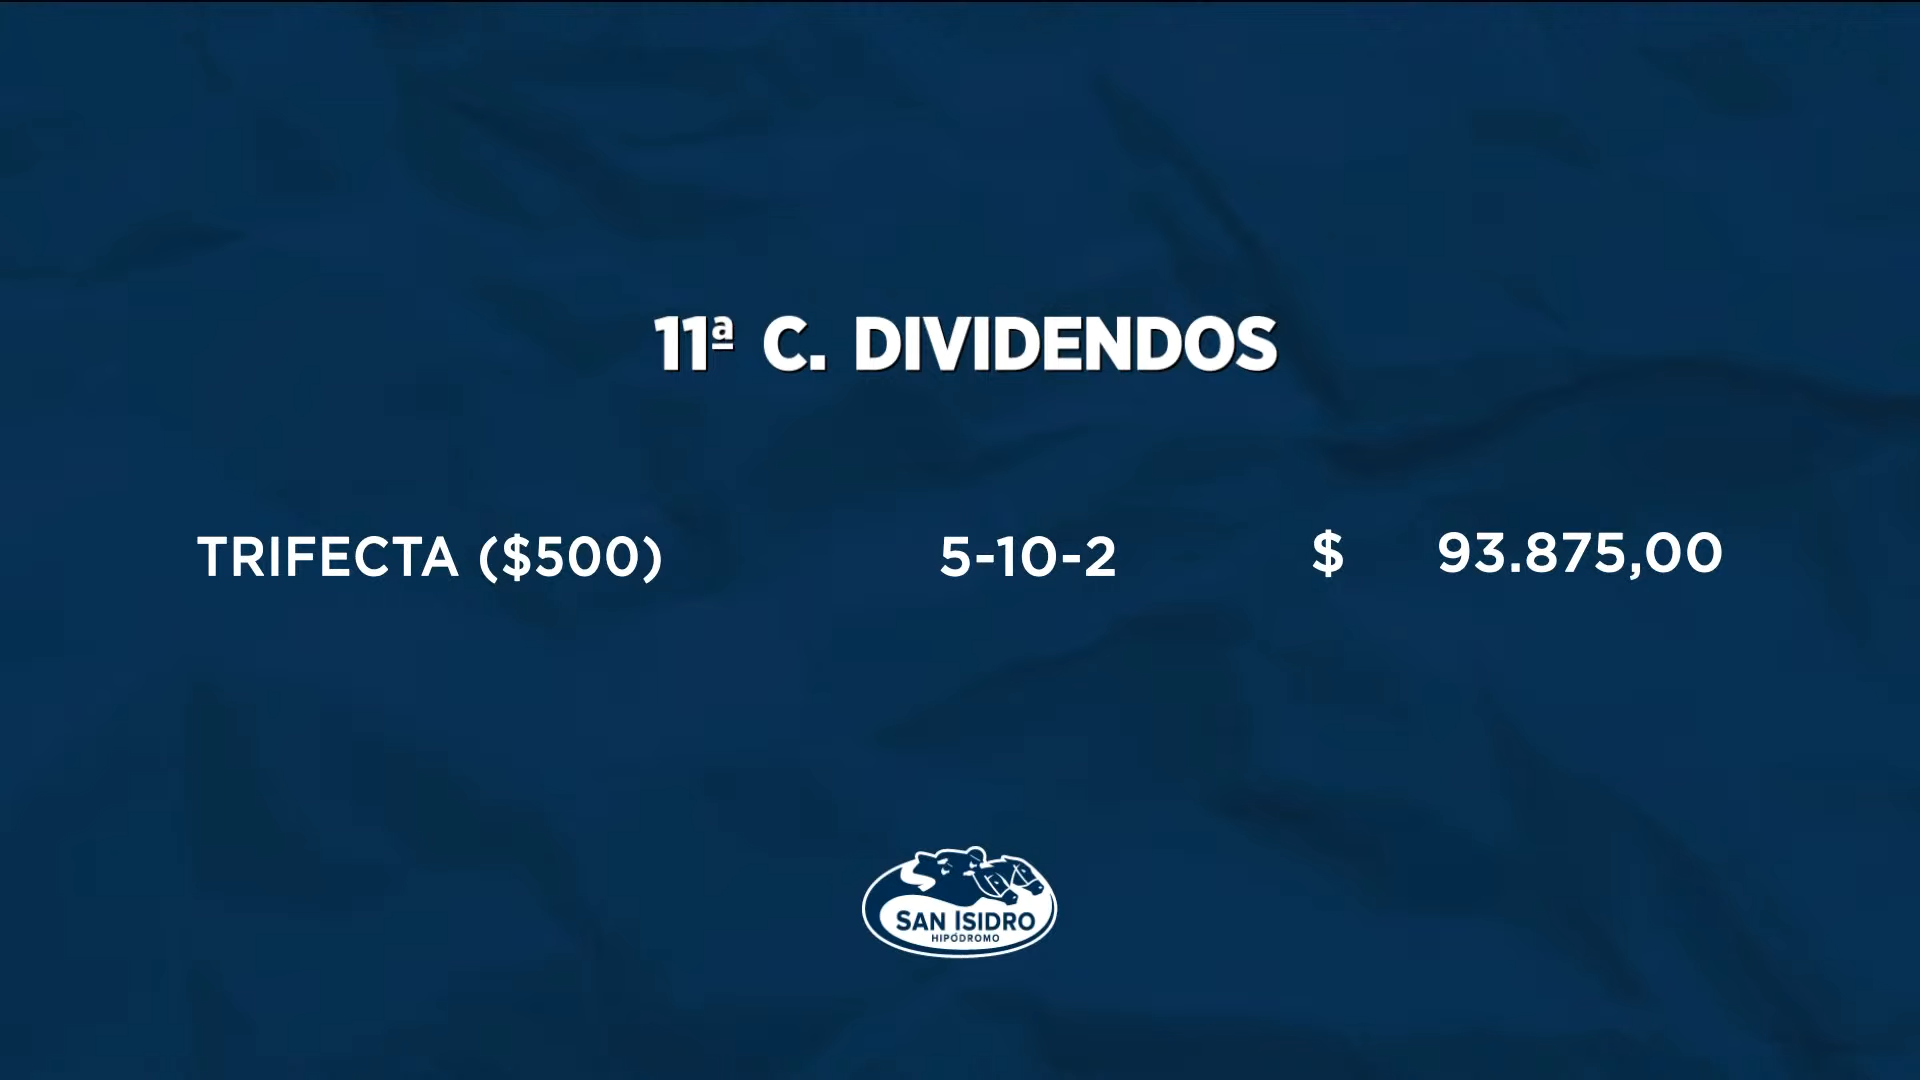 11ª C. DIVIDENDOS
TRIFECTA ($500) 5-10-2 $ 93.875,00
SAN ISIDRO
HIPÓDROMO